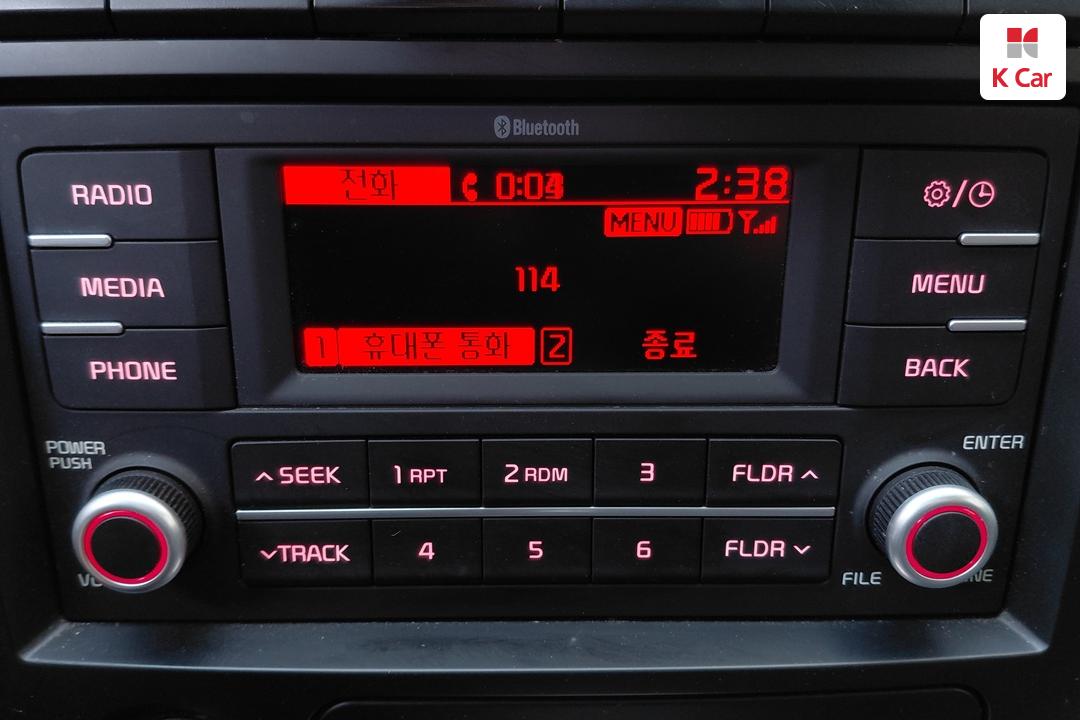 K Car
Bluetooth
RADIO
MEDIA
PHONE
전화 0:03 2:38
MENU
114
1 휴대폰 통화 2 종료
MENU
BACK
POWER
PUSH
ENTER
∧ SEEK 1 RPT 2 RDM 3 FLDR ∧
∨ TRACK 4 5 6 FLDR ∨
FILE